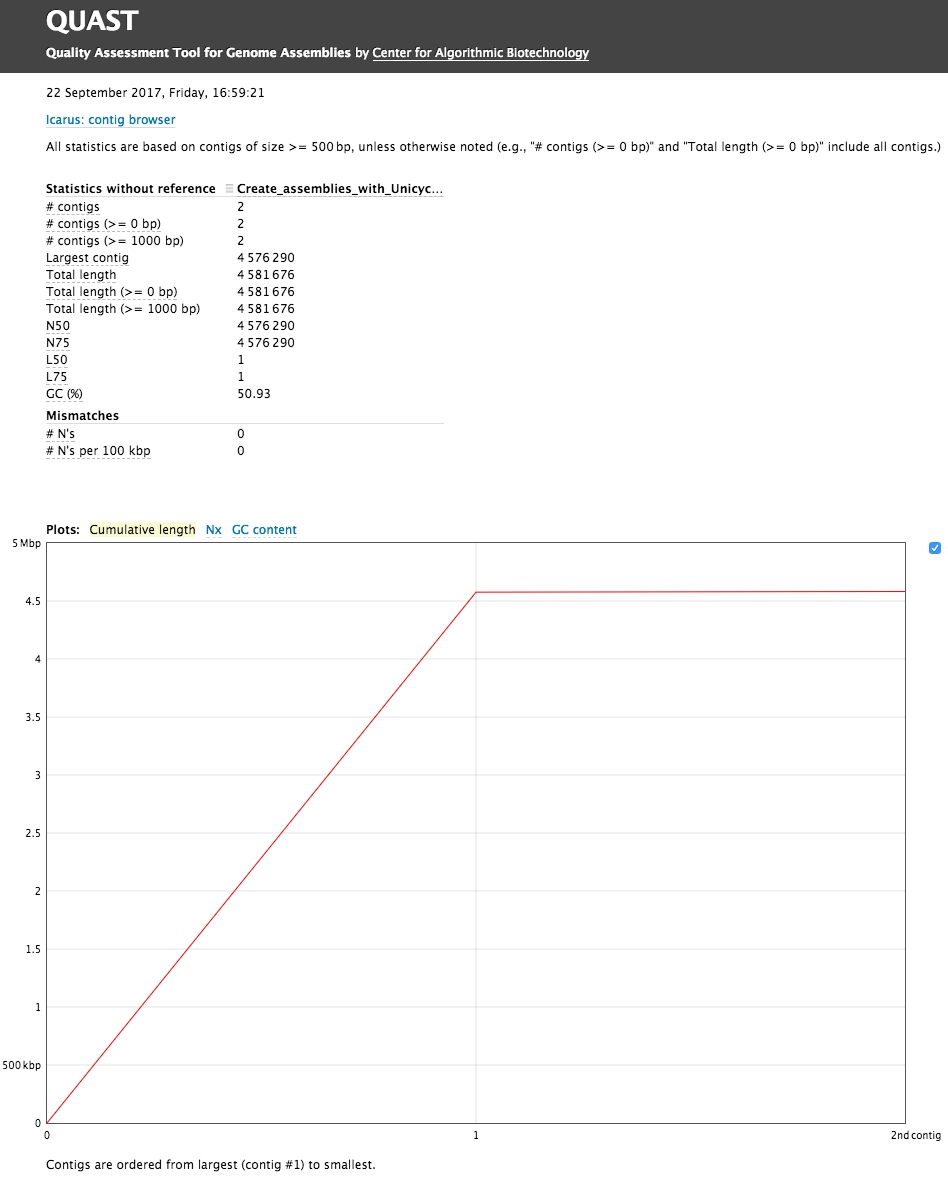 QUAST
Quality Assessment Tool for Genome Assemblies by Center for Algorithmic Biotechnology
22 September 2017, Friday, 16:59:21
Icarus: contig browser
All statistics are based on contigs of size >= 500 bp, unless otherwise noted (e.g., "# contigs (>= 0 bp)" and "Total length (>= 0 bp)" include all contigs.)
Statistics without reference Create_assemblies_with_Unicyc...
# contigs 2
# contigs (>= 0 bp) 2
# contigs (>= 1000 bp) 2
Largest contig 4 576 290
Total length 4 581 676
Total length (>= 0 bp) 4 581 676
Total length (>= 1000 bp) 4 581 676
N50 4 576 290
N75 4 576 290
L50 1
L75 1
GC (%) 50.93
Mismatches
# N's 0
# N's per 100 kbp 0
Plots: Cumulative length Nx GC content
5 Mbp
4.5
4
3.5
3
2.5
2
1.5
1
500 kbp
0
0 1 2nd contig
Contigs are ordered from largest (contig #1) to smallest.